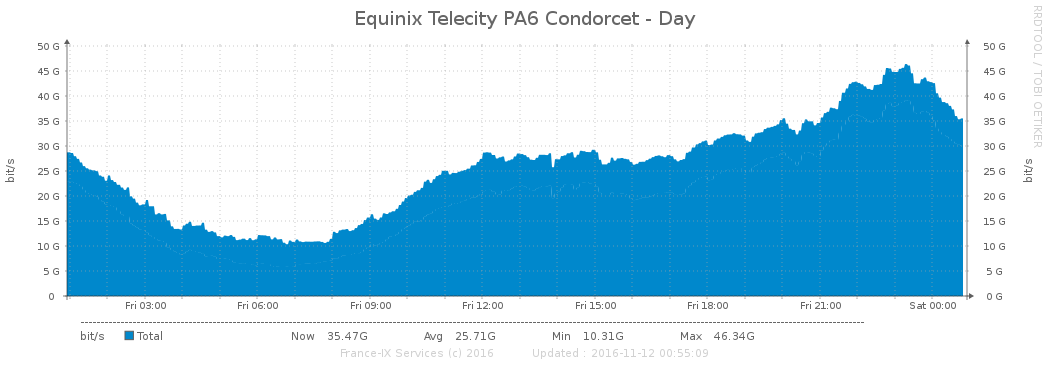 Equinix Telecity PA6 Condorcet - Day
RRDTOOL / TOBI OETIKER
bit/s
50 G 50 G
45 G 45 G
40 G 40 G
35 G 35 G
30 G 30 G
25 G 25 G
20 G 20 G
15 G 15 G
10 G 10 G
5 G 5 G
0 0 G
bit/s
Fri 03:00 Fri 06:00 Fri 09:00 Fri 12:00 Fri 15:00 Fri 18:00 Fri 21:00 Sat 00:00
bit/s Total Now 35.47G Avg 25.71G Min 10.31G Max 46.34G
France-IX Services (c) 2016 Updated : 2016-11-12 00:55:09